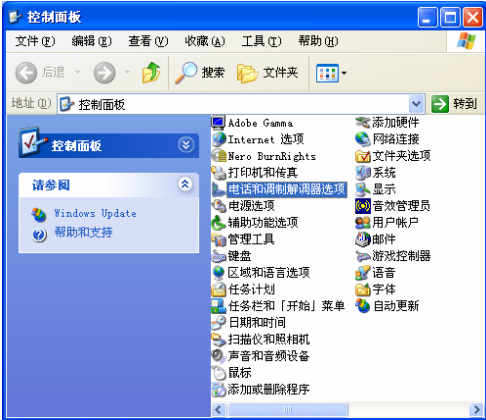 控制面板
文件(F) 编辑(E) 查看(V) 收藏(A) 工具(T) 帮助(H)
后退 搜索 文件夹
地址(D) 控制面板 转到
控制面板
请参阅
Windows Update
帮助和支持
Adobe Gamma
Internet 选项
Nero BurnRights
打印机和传真
电话和调制解调器选项
电源选项
辅助功能选项
管理工具
键盘
区域和语言选项
任务计划
任务栏和「开始」菜单
日期和时间
扫描仪和照相机
声音和音频设备
鼠标
添加或删除程序
添加硬件
网络连接
文件夹选项
系统
显示
音效管理员
用户帐户
邮件
游戏控制器
语音
字体
自动更新